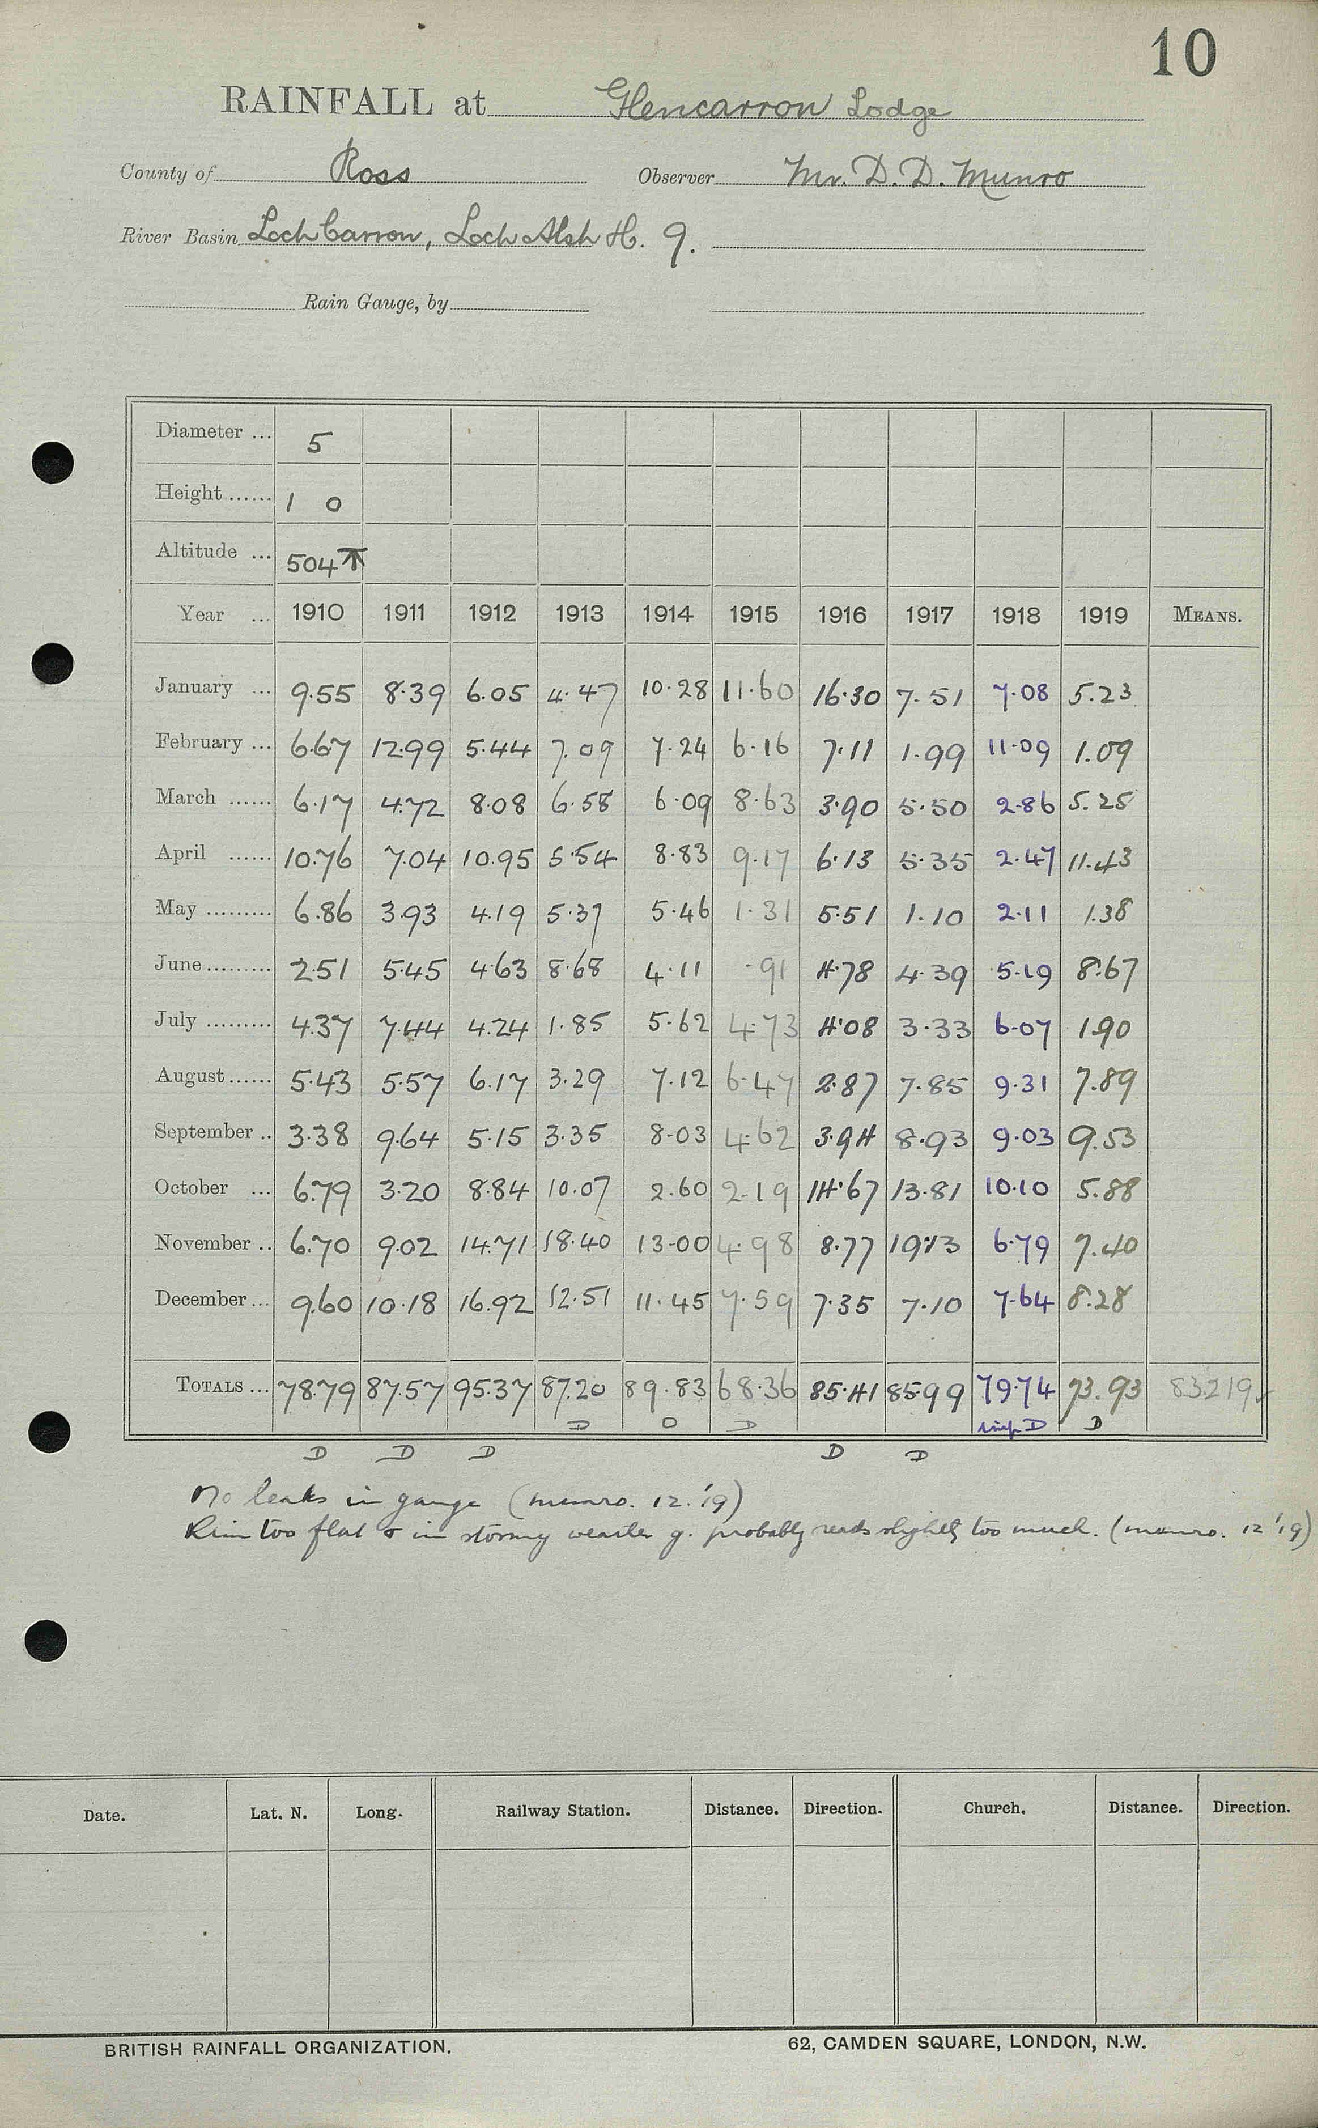 10
RAINFALL at Glencarron Lodge
County of Ross Observer Mr. D. D. Munro
River Basin Loch Carron, Loch Alsh H. 9.
Rain Gauge, by
Diameter ... 5
Height ...... 1 0
Altitude ... 504
Year ... 1910 1911 1912 1913 1914 1915 1916 1917 1918 1919 MEANS.
January ... 9.55 8.39 6.05 4.47 10.28 11.60 16.30 7.51 7.08 5.23
February ... 6.67 12.99 5.44 7.09 7.24 6.16 7.11 1.99 11.09 1.09
March ...... 6.17 4.72 8.08 6.58 6.09 8.63 3.90 5.50 2.86 5.25
April ...... 10.76 7.04 10.95 5.54 8.83 9.17 6.13 5.35 2.47 11.43
May ......... 6.86 3.93 4.19 5.37 5.46 1.31 5.51 1.10 2.11 1.38
June ......... 2.51 5.45 4.63 8.68 4.11 .91 4.78 4.39 5.19 8.67
July ......... 4.37 7.44 4.24 1.85 5.62 4.73 4.08 3.33 6.07 1.90
August ...... 5.43 5.57 6.17 3.29 7.12 6.47 2.87 7.85 9.31 7.89
September .. 3.38 9.64 5.15 3.35 8.03 4.62 3.94 8.93 9.03 9.53
October ... 6.79 3.20 8.84 10.07 2.60 2.19 14.67 13.81 10.10 5.88
November .. 6.70 9.02 14.71 18.40 13.00 4.98 8.77 19.13 6.79 7.40
December ... 9.60 10.18 16.92 12.51 11.45 7.59 7.35 7.10 7.64 8.28
TOTALS ... 78.79 87.57 95.37 87.20 89.83 68.36 85.41 85.99 79.74 73.93 83219
D D D D D D
D D D D D
No leaks in gauge (Munro. 12.'19)
Rim too flat & in stormy weather g. probably reads slightly too much. (Munro. 12 '19)
Date. Lat. N. Long. Railway Station. Distance. Direction. Church. Distance. Direction.
BRITISH RAINFALL ORGANIZATION. 62, CAMDEN SQUARE, LONDON, N.W.